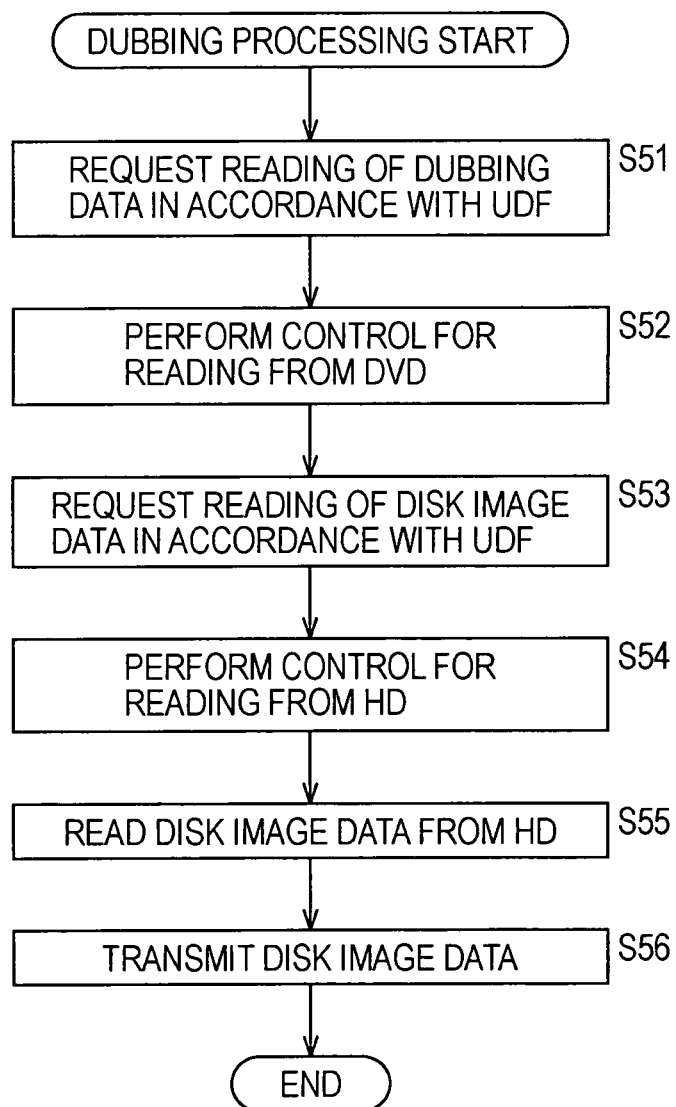 DUBBING PROCESSING START
S51
REQUEST READING OF DUBBING
DATA IN ACCORDANCE WITH UDF
S52
PERFORM CONTROL FOR
READING FROM DVD
S53
REQUEST READING OF DISK IMAGE
DATA IN ACCORDANCE WITH UDF
S54
PERFORM CONTROL FOR
READING FROM HD
S55
READ DISK IMAGE DATA FROM HD
S56
TRANSMIT DISK IMAGE DATA
END